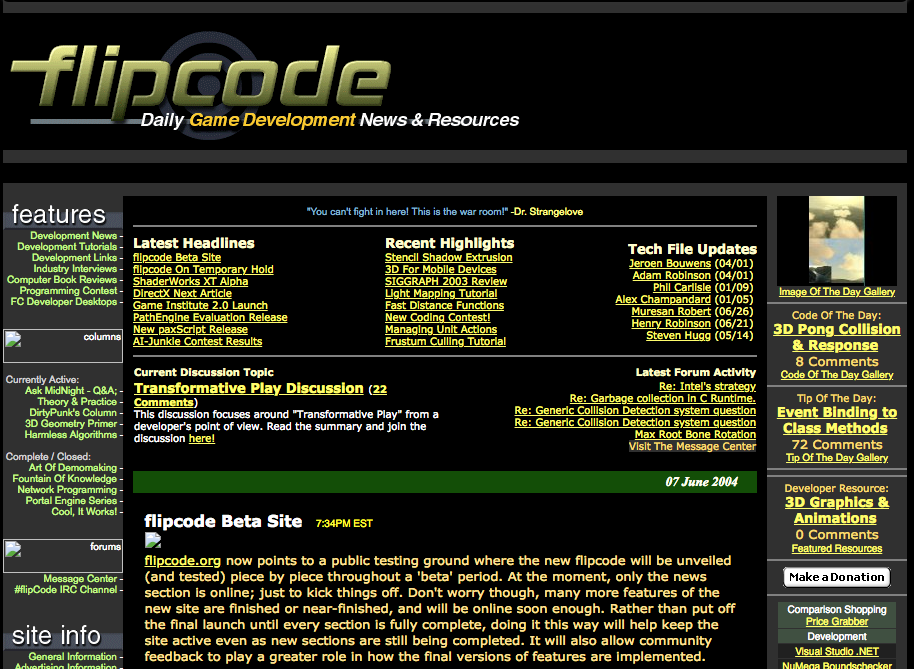 flipcode
Daily Game Development News & Resources
features
Development News -
Development Tutorials -
Development Links -
Industry Interviews -
Computer Book Reviews -
Programming Contest -
FC Developer Desktops -
columns
Currently Active:
Ask MidNight - Q&A; -
Theory & Practice -
DirtyPunk's Column -
3D Geometry Primer -
Harmless Algorithms -
Complete / Closed:
Art Of Demomaking -
Fountain Of Knowledge -
Network Programming -
Portal Engine Series -
Cool, It Works! -
forums
Message Center -
#flipCode IRC Channel -
site info
General Information -
Advertising Information -
"You can't fight in here! This is the war room!" -Dr. Strangelove
Latest Headlines
flipcode Beta Site
flipcode On Temporary Hold
ShaderWorks XT Alpha
DirectX Next Article
Game Institute 2.0 Launch
PathEngine Evaluation Release
New paxScript Release
AI-Junkie Contest Results
Recent Highlights
Stencil Shadow Extrusion
3D For Mobile Devices
SIGGRAPH 2003 Review
Light Mapping Tutorial
Fast Distance Functions
New Coding Contest!
Managing Unit Actions
Frustum Culling Tutorial
Tech File Updates
Jeroen Bouwens (04/01)
Adam Robinson (04/01)
Phil Carlisle (01/09)
Alex Champandard (01/05)
Muresan Robert (06/26)
Henry Robinson (06/21)
Steven Hugg (05/14)
Current Discussion Topic
Transformative Play Discussion (22
Comments)
This discussion focuses around "Transformative Play" from a
developer's point of view. Read the summary and join the
discussion here!
Latest Forum Activity
Re: Intel's strategy
Re: Garbage collection in C Runtime.
Re: Generic Collision Detection system question
Re: Generic Collision Detection system question
Max Root Bone Rotation
Visit The Message Center
07 June 2004
flipcode Beta Site 7:34PM EST
flipcode.org now points to a public testing ground where the new flipcode will be unveiled
(and tested) piece by piece throughout a 'beta' period. At the moment, only the news
section is online; just to kick things off. Don't worry though, many more features of the
new site are finished or near-finished, and will be online soon enough. Rather than put off
the final launch until every section is fully complete, doing it this way will help keep the
site active even as new sections are still being completed. It will also allow community
feedback to play a greater role in how the final versions of features are implemented.
Image Of The Day Gallery
Code Of The Day:
3D Pong Collision
& Response
8 Comments
Code Of The Day Gallery
Tip Of The Day:
Event Binding to
Class Methods
72 Comments
Tip Of The Day Gallery
Developer Resource:
3D Graphics &
Animations
0 Comments
Featured Resources
Make a Donation
Comparison Shopping
Price Grabber
Development
Visual Studio .NET
NuMega Boundschecker